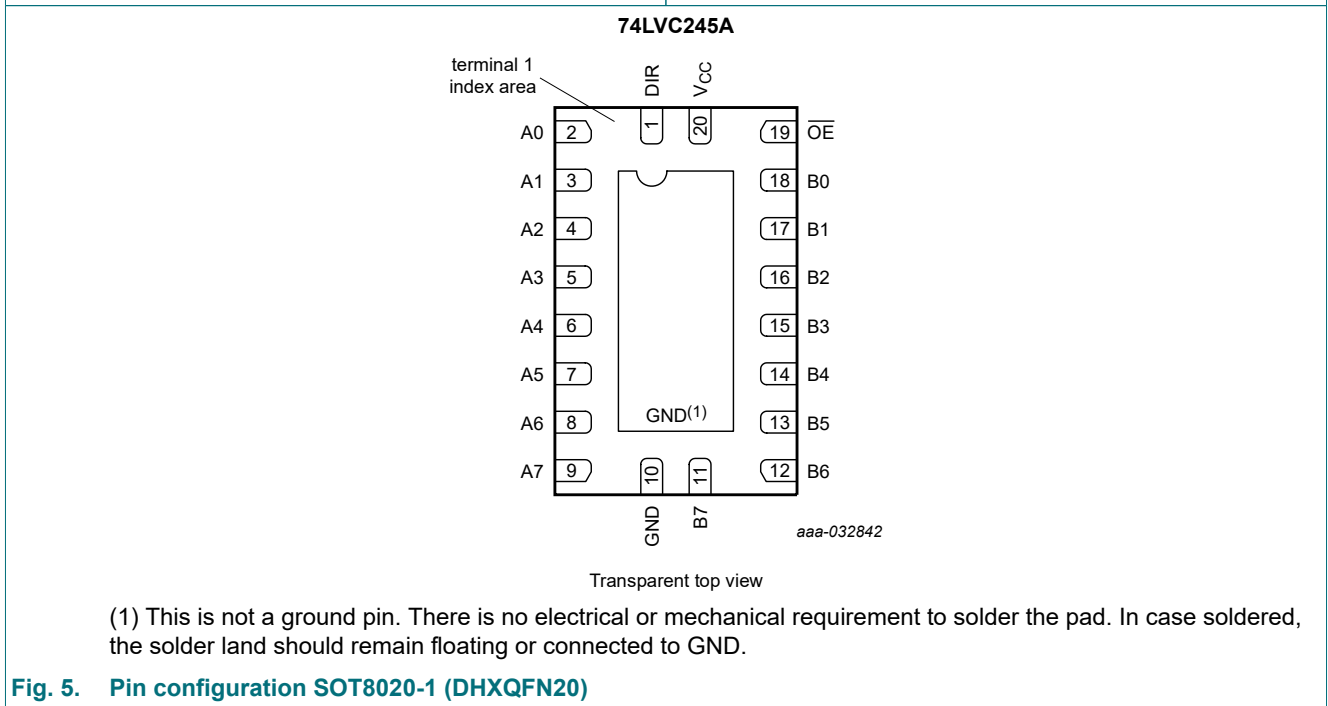 74LVC245A
terminal 1
index area
DIR
VCC
1
20
A0 2
19 OE
A1 3
18 B0
A2 4
17 B1
A3 5
16 B2
A4 6
15 B3
A5 7
14 B4
A6 8
GND(1)
13 B5
A7 9
10
11
12 B6
GND
B7
aaa-032842
Transparent top view
(1) This is not a ground pin. There is no electrical or mechanical requirement to solder the pad. In case soldered,
the solder land should remain floating or connected to GND.
Fig. 5. Pin configuration SOT8020-1 (DHXQFN20)